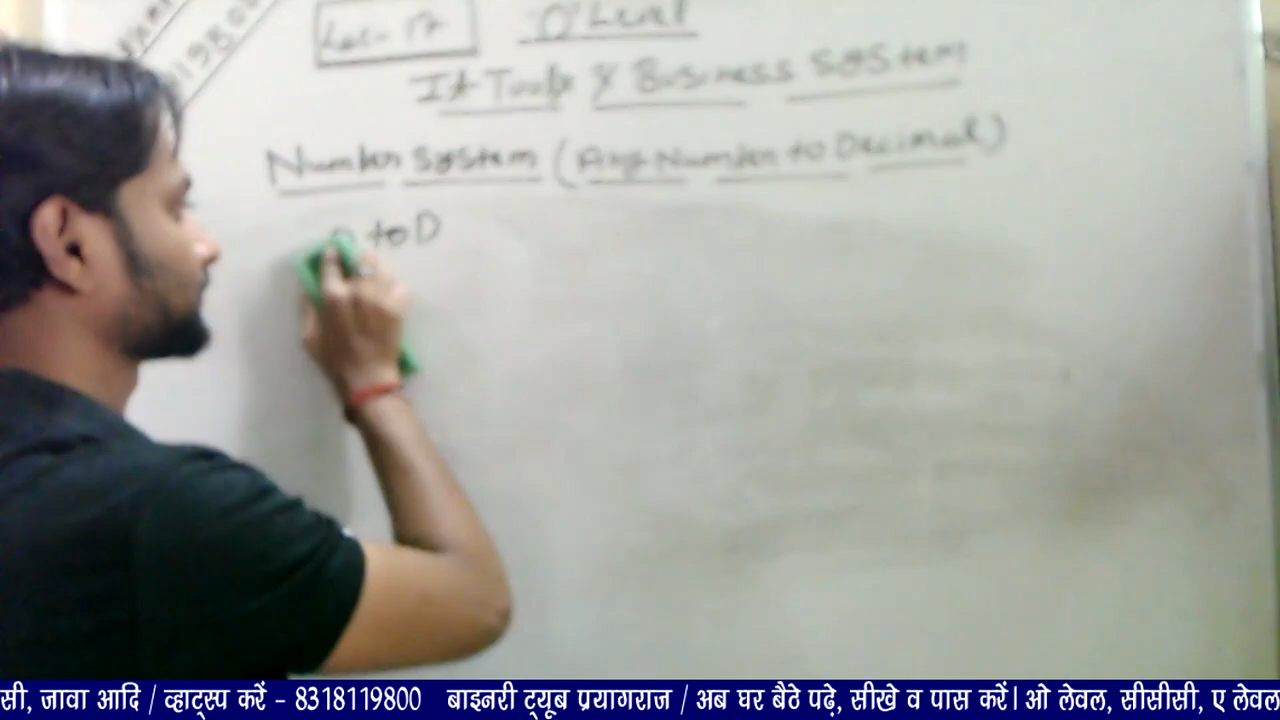 Lec-17
O'Level
IT Tools & Business System
Number System (Any Number to Decimal)
to D
सी, जावा आदि / व्हाट्स्प करें - 8318119800 बाइनरी ट्यूब प्रयागराज / अब घर बैठे पढ़े, सीखे व पास करें। ओ लेवल, सीसीसी, ए लेवल